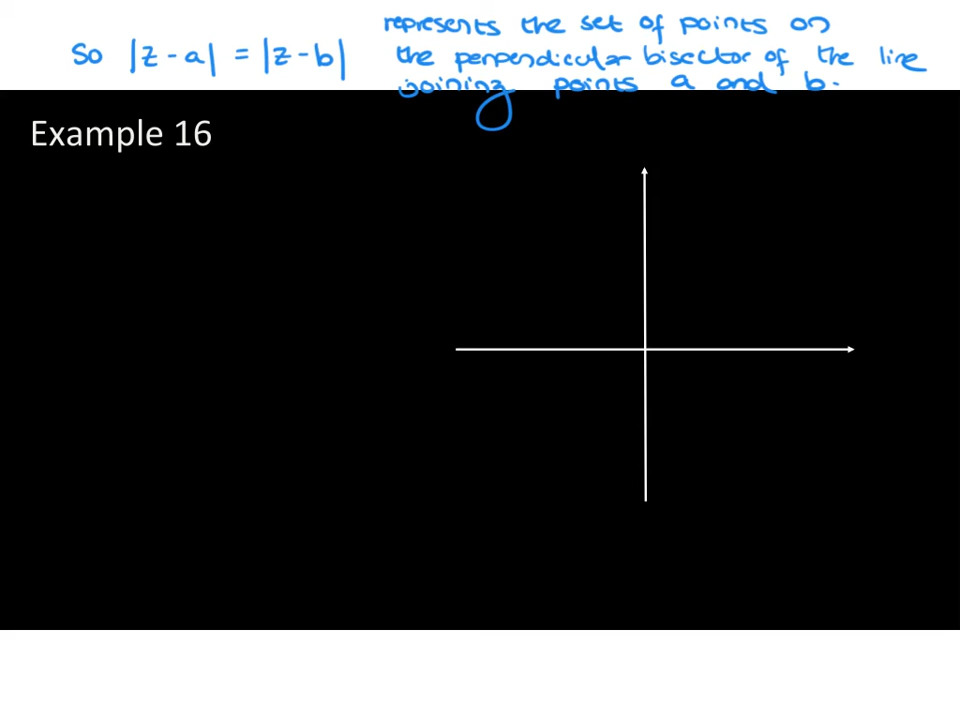 represents the set of points on
So |z - a| = |z - b| the perpendicular bisector of the line
joining points a and b.
Example 16